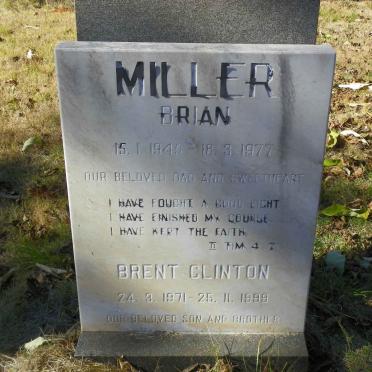 MILLER
BRIAN
15.1.1940 - 18.3.1977
OUR BELOVED DAD AND SWEETHEART
I HAVE FOUGHT A GOOD FIGHT
I HAVE FINISHED MY COURSE
I HAVE KEPT THE FAITH
II TIM 4.7
BRENT CLINTON
24.3.1971 - 25.11.1999
OUR BELOVED SON AND BROTHER